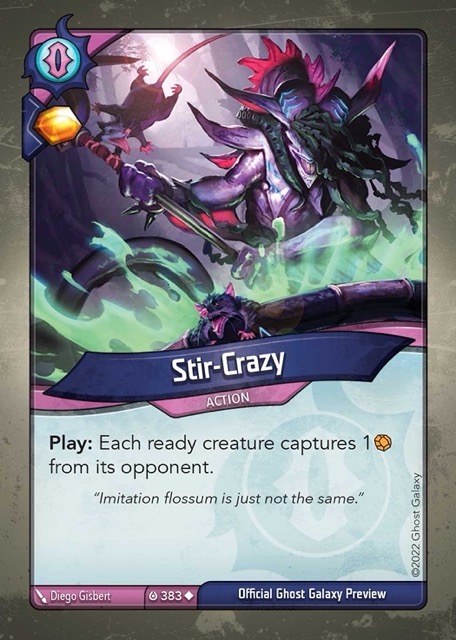 Stir-Crazy
ACTION
Play: Each ready creature captures 1
from its opponent.
“Imitation flossum is just not the same.”
©2022 Ghost Galaxy
Diego Gisbert
383
Official Ghost Galaxy Preview